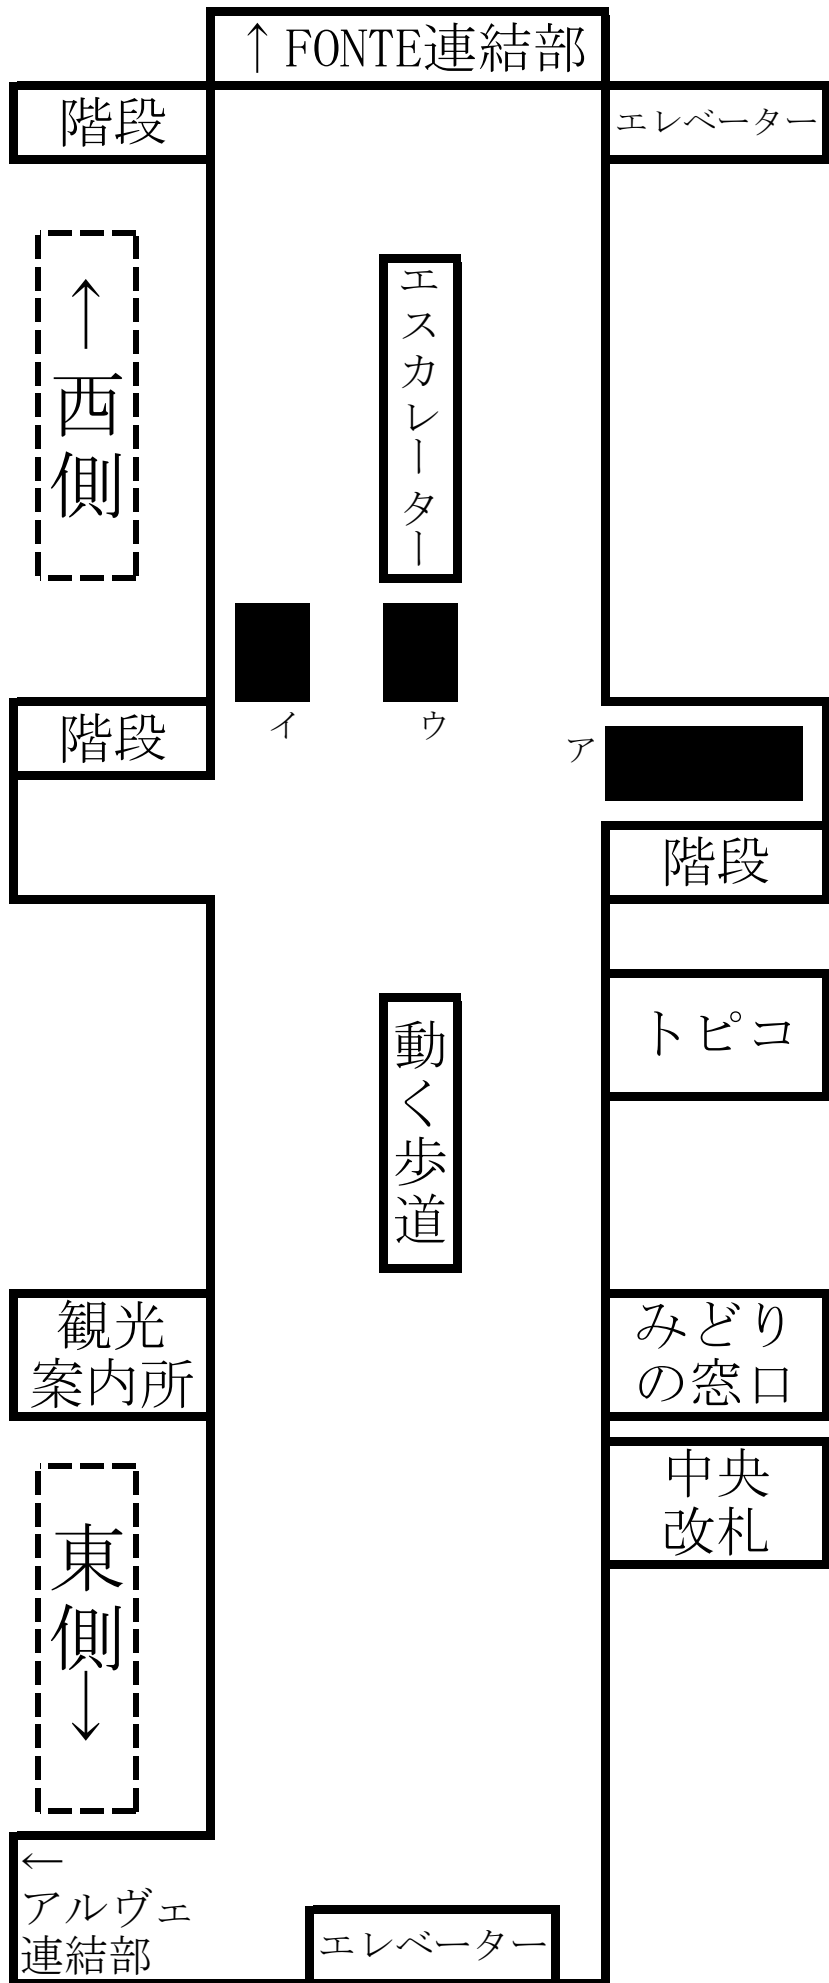 ↑FONTE連結部
階段
エレベーター
↑西側
エスカレーター
イ
ウ
階段
ア
階段
トピコ
動く歩道
観光
案内所
みどり
の窓口
中央
改札
東側↓
←
アルヴェ
連結部
エレベーター